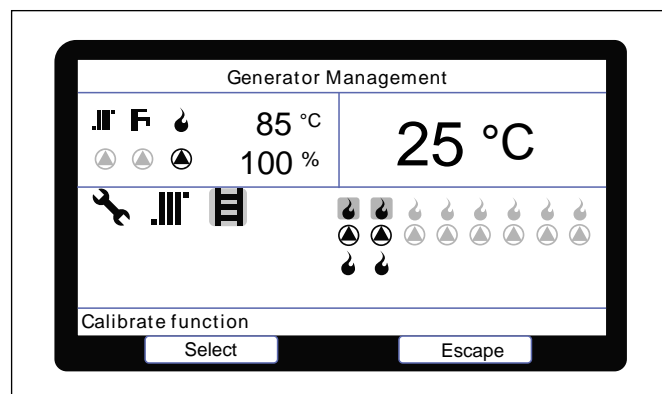 Generator Management
85 °C
100 %
25 °C
Calibrate function
Select Escape